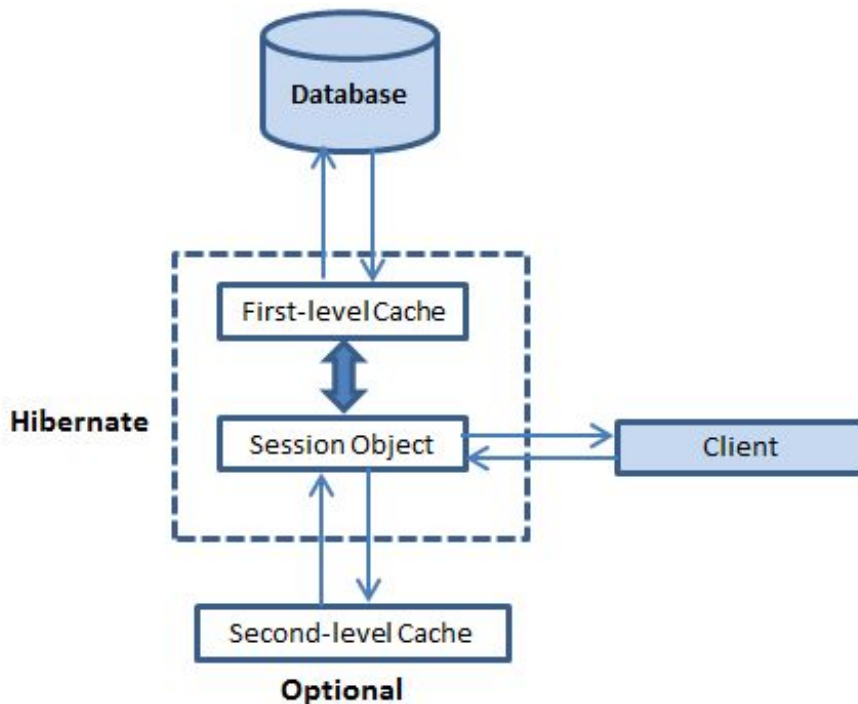 Database
First-level Cache
Hibernate
Session Object
Client
Second-level Cache
Optional